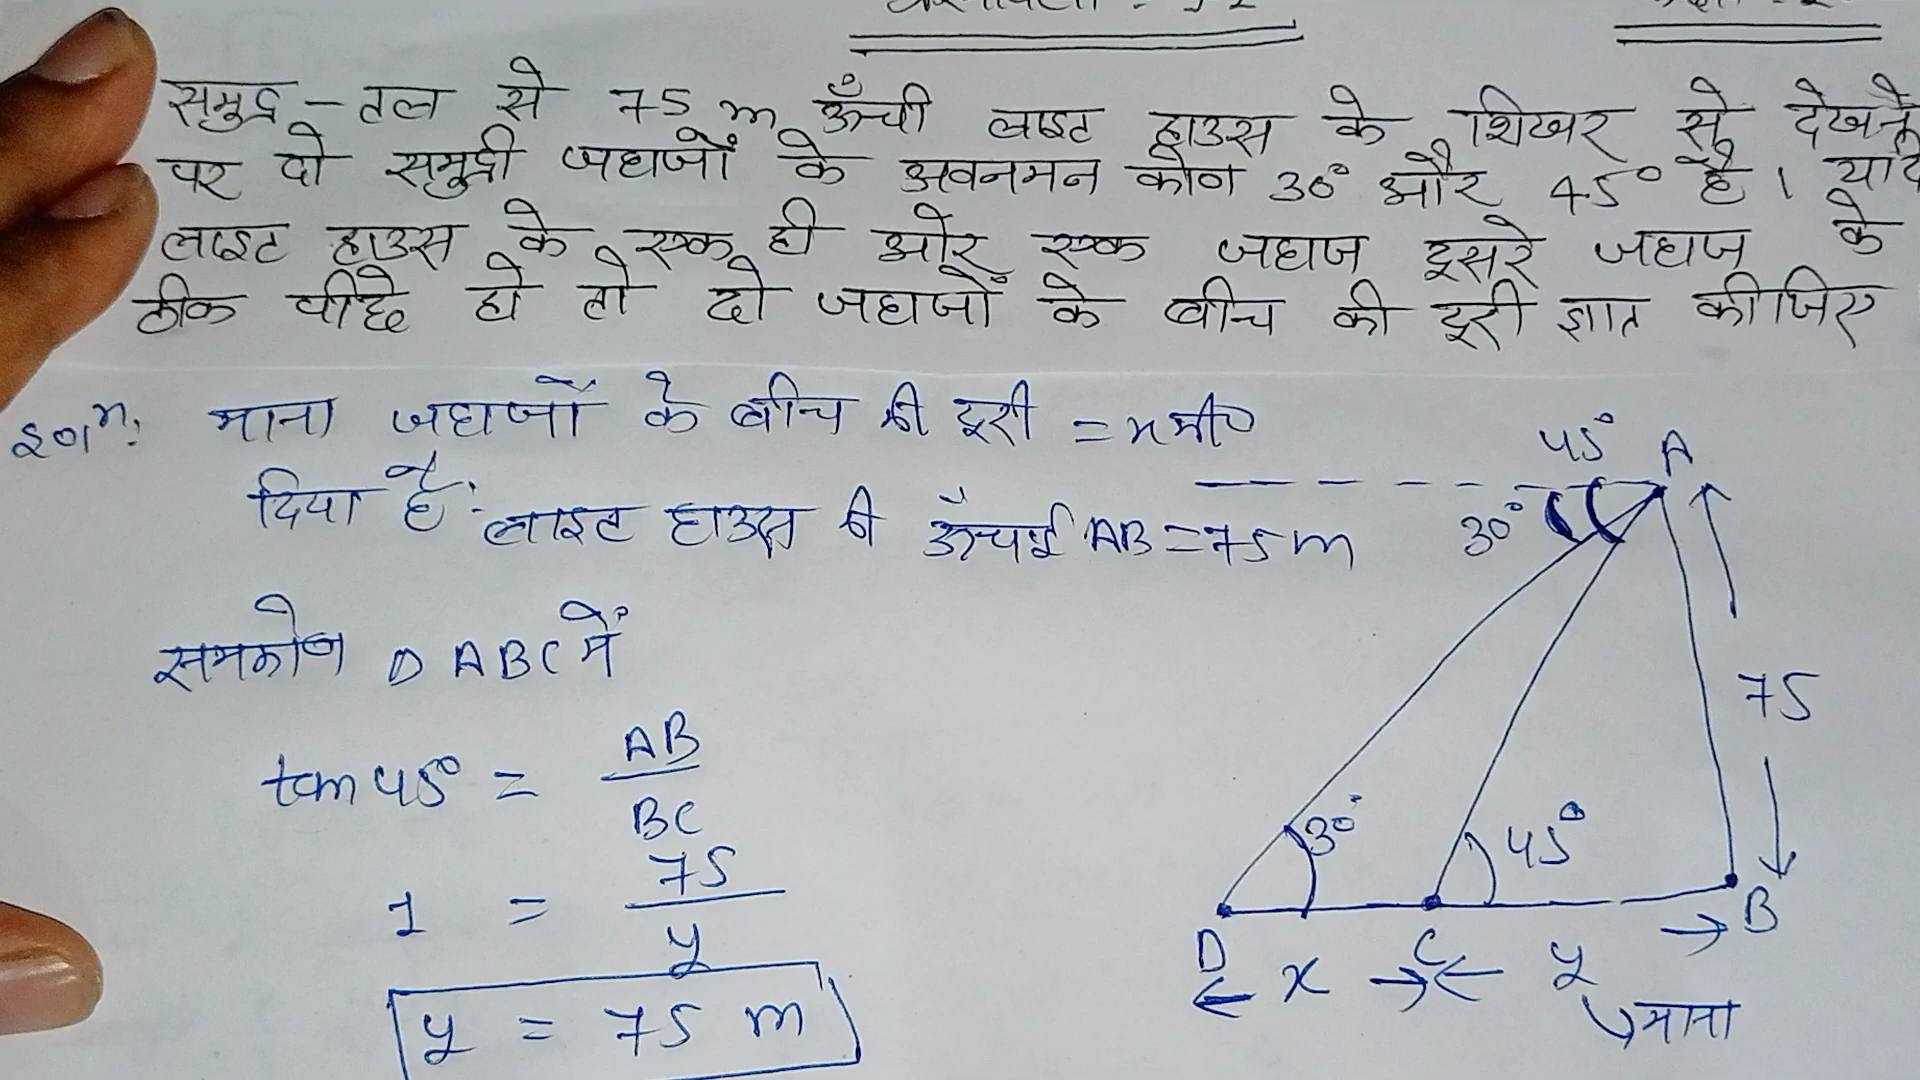 समुद्र-तल से 75 m ऊँची लाइट हाउस के शिखर से देखने
पर दो समुद्री जहाजों के अवनमन कोण 30° और 45° है। यदि
लाइट हाउस के एक ही ओर एक जहाज दूसरे जहाज के
ठीक पीछे हो तो दो जहाजों के बीच की दूरी ज्ञात कीजिए
Solⁿ: माना जहाजों के बीच की दूरी = x मी०
दिया है: लाइट हाउस की ऊँचाई AB = 75 m
समकोण Δ ABC में
tan 45° = AB / BC
1 = 75 / y
y = 75 m
45° A
30°
75
30° 45°
D C B
x y
माना